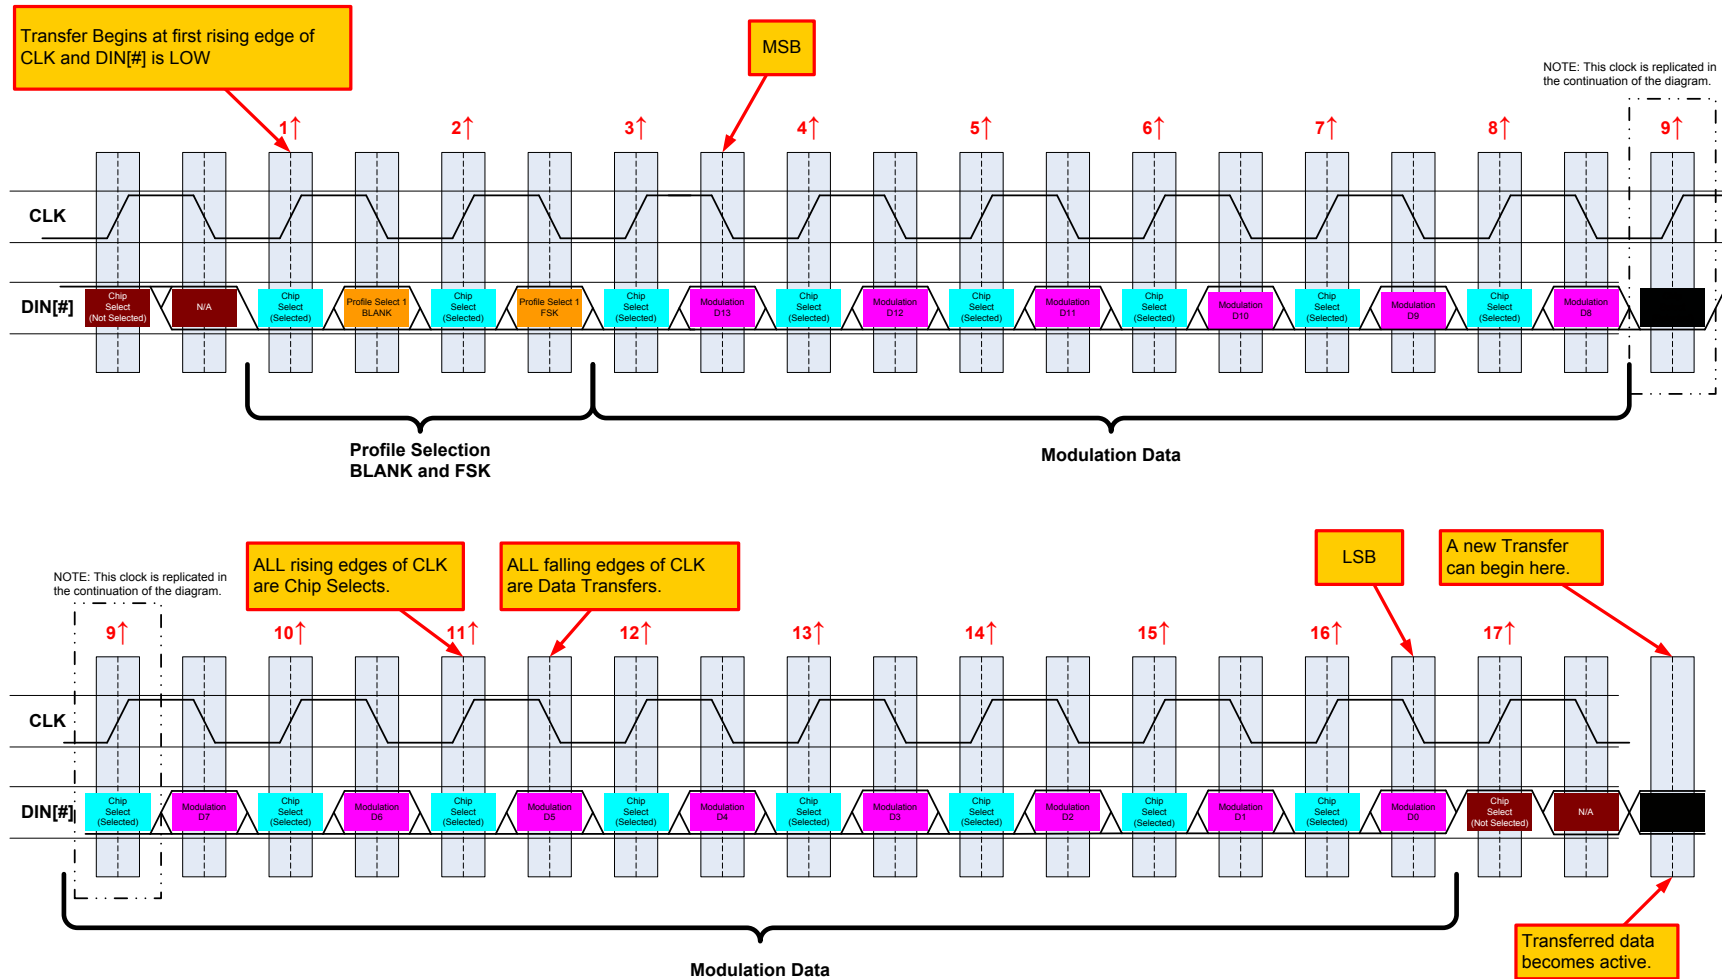 Transfer Begins at first rising edge of
CLK and DIN[#] is LOW
MSB
NOTE: This clock is replicated in
the continuation of the diagram.
1↑
2↑
3↑
4↑
5↑
6↑
7↑
8↑
9↑
CLK
DIN[#]
Chip
Select
(Not Selected)
N/A
Chip
Select
(Selected)
Profile Select 1
BLANK
Chip
Select
(Selected)
Profile Select 1
FSK
Chip
Select
(Selected)
Modulation
D13
Chip
Select
(Selected)
Modulation
D12
Chip
Select
(Selected)
Modulation
D11
Chip
Select
(Selected)
Modulation
D10
Chip
Select
(Selected)
Modulation
D9
Chip
Select
(Selected)
Modulation
D8
Profile Selection
BLANK and FSK
Modulation Data
NOTE: This clock is replicated in
the continuation of the diagram.
ALL rising edges of CLK
are Chip Selects.
ALL falling edges of CLK
are Data Transfers.
LSB
A new Transfer
can begin here.
9↑
10↑
11↑
12↑
13↑
14↑
15↑
16↑
17↑
CLK
DIN[#]
Chip
Select
(Selected)
Modulation
D7
Chip
Select
(Selected)
Modulation
D6
Chip
Select
(Selected)
Modulation
D5
Chip
Select
(Selected)
Modulation
D4
Chip
Select
(Selected)
Modulation
D3
Chip
Select
(Selected)
Modulation
D2
Chip
Select
(Selected)
Modulation
D1
Chip
Select
(Selected)
Modulation
D0
Chip
Select
(Not Selected)
N/A
Modulation Data
Transferred data
becomes active.